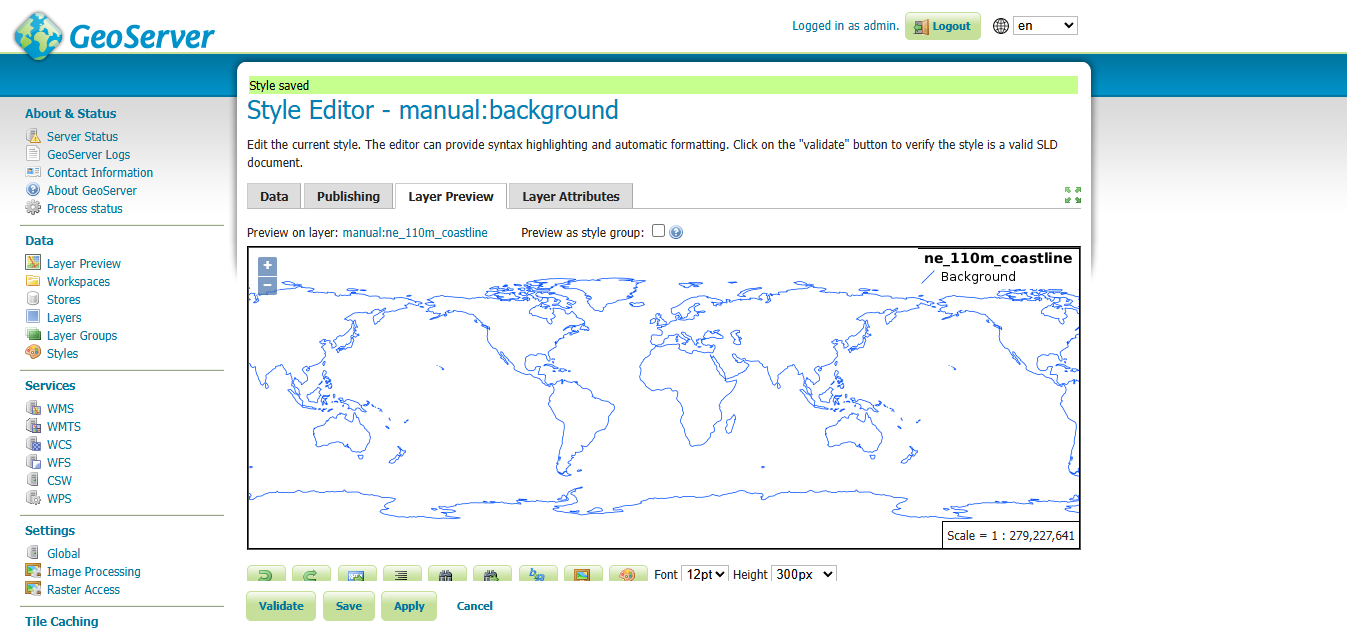 GeoServer
Logged in as admin. Logout en
Style saved
Style Editor - manual:background
Edit the current style. The editor can provide syntax highlighting and automatic formatting. Click on the "validate" button to verify the style is a valid SLD
document.
Data Publishing Layer Preview Layer Attributes
Preview on layer: manual:ne_110m_coastline Preview as style group:
+
−
ne_110m_coastline
Background
Scale = 1 : 279,227,641
Font 12pt Height 300px
Validate Save Apply Cancel
About & Status
Server Status
GeoServer Logs
Contact Information
About GeoServer
Process status
Data
Layer Preview
Workspaces
Stores
Layers
Layer Groups
Styles
Services
WMS
WMTS
WCS
WFS
CSW
WPS
Settings
Global
Image Processing
Raster Access
Tile Caching